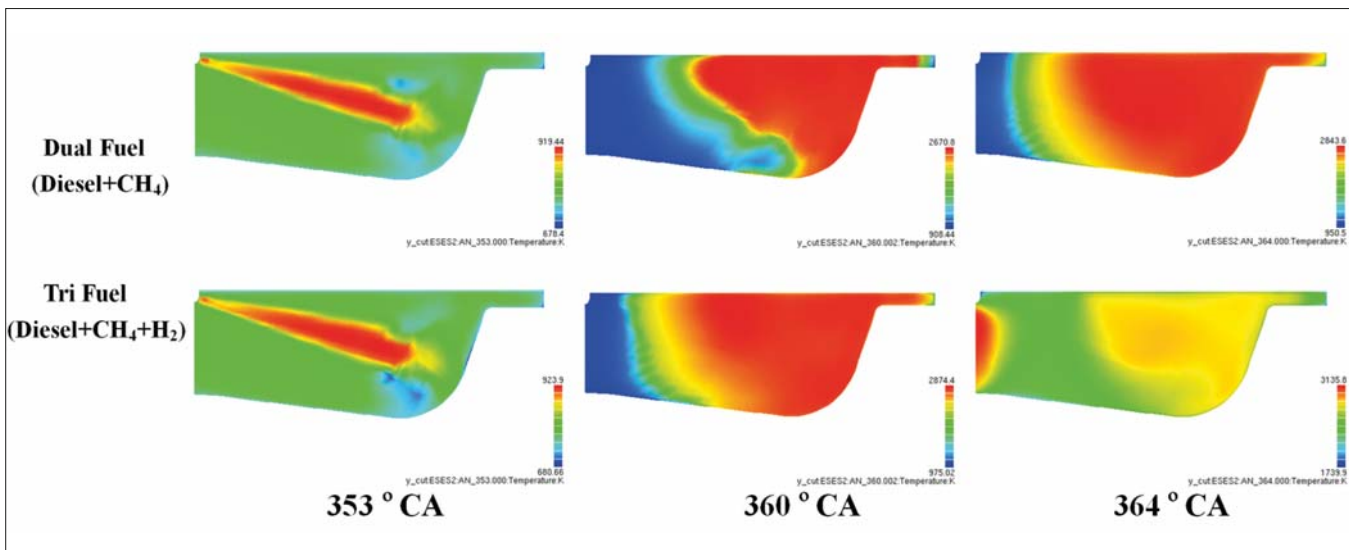 Dual Fuel
(Diesel+CH₄)
919.44
678.4
y_cut:ESES2:AN_353.000:Temperature:K
2670.8
908.44
y_cut:ESES2:AN_360.002:Temperature:K
2843.6
950.5
y_cut:ESES2:AN_364.000:Temperature:K
Tri Fuel
(Diesel+CH₄+H₂)
923.9
680.66
y_cut:ESES2:AN_353.000:Temperature:K
2874.4
975.02
y_cut:ESES2:AN_360.002:Temperature:K
3135.8
1739.9
y_cut:ESES2:AN_364.000:Temperature:K
353 º CA
360 º CA
364 º CA